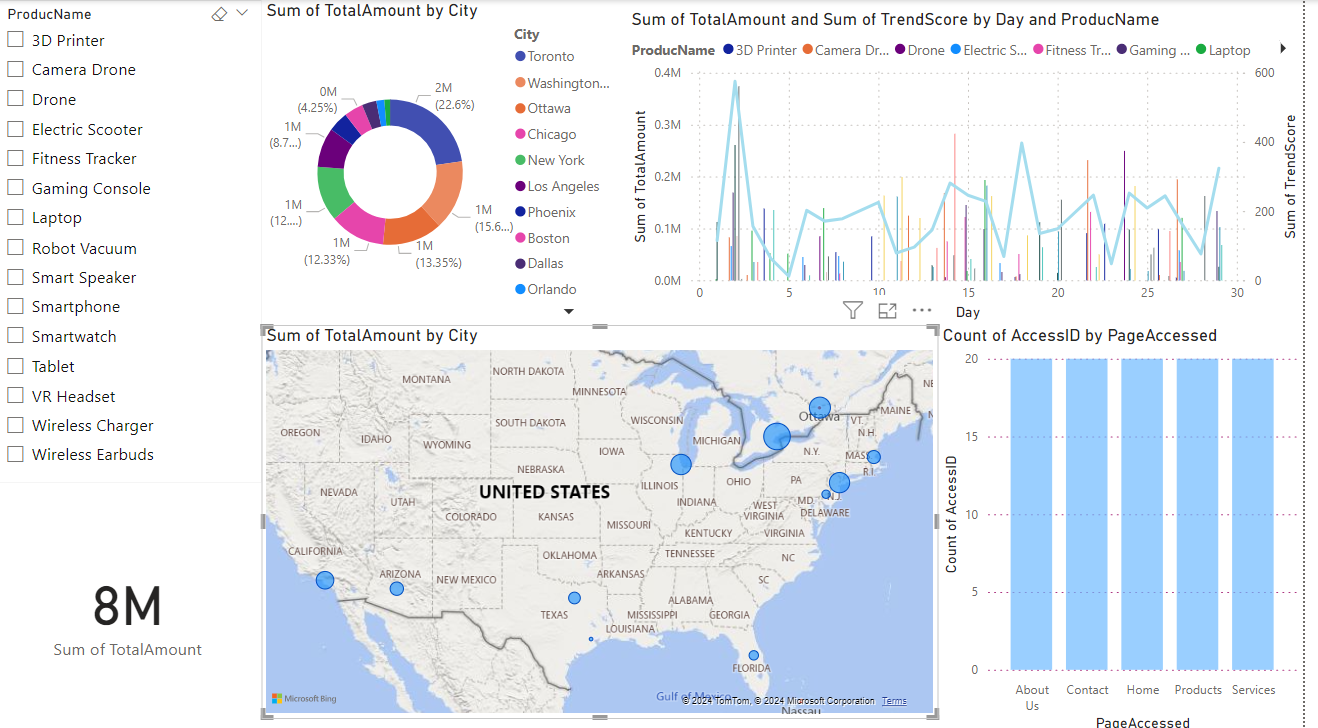 ProducName
3D Printer
Camera Drone
Drone
Electric Scooter
Fitness Tracker
Gaming Console
Laptop
Robot Vacuum
Smart Speaker
Smartphone
Smartwatch
Tablet
VR Headset
Wireless Charger
Wireless Earbuds
8M
Sum of TotalAmount
Sum of TotalAmount by City
2M
(22.6%)
1M
(15.6...)
1M
(13.35%)
1M
(12.33%)
1M
(12....)
1M
(8.7...)
0M
(4.25%)
City
Toronto
Washington...
Ottawa
Chicago
New York
Los Angeles
Phoenix
Boston
Dallas
Orlando
Sum of TotalAmount and Sum of TrendScore by Day and ProducName
ProducName 3D Printer Camera Dr... Drone Electric S... Fitness Tr... Gaming ... Laptop
Sum of TotalAmount
0.4M
0.3M
0.2M
0.1M
0.0M
600
400
200
0
Sum of TrendScore
0 5 10 15 20 25 30
Day
Sum of TotalAmount by City
NORTH DAKOTA
MONTANA
MINNESOTA
SOUTH DAKOTA
WISCONSIN
OREGON
IDAHO
WYOMING
MICHIGAN
Ottawa
VT.
MAINE
N.H.
IOWA
N.Y.
MASS
R.I.
NEBRASKA
NEVADA
UTAH
UNITED STATES
ILLINOIS
OHIO
PA
INDIANA
MD
N.J.
DELAWARE
COLORADO
KANSAS
MISSOURI
WEST
VIRGINIA
KENTUCKY
VIRGINIA
CALIFORNIA
OKLAHOMA
TENNESSEE
NC
ARIZONA
NEW MEXICO
ARKANSAS
SC
TEXAS
MISSISSIPPI
ALABAMA
GEORGIA
LOUISIANA
FLORIDA
Gulf of Mexico
Nassau
Microsoft Bing
© 2024 TomTom, © 2024 Microsoft Corporation Terms
Count of AccessID by PageAccessed
Count of AccessID
20
15
10
5
0
About
Us
Contact
Home
Products
Services
PageAccessed